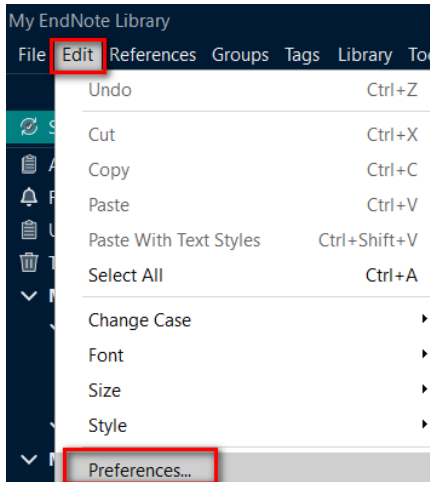 My EndNote Library
File Edit References Groups Tags Library
Undo Ctrl+Z
Cut Ctrl+X
Copy Ctrl+C
Paste Ctrl+V
Paste With Text Styles Ctrl+Shift+V
Select All Ctrl+A
Change Case
Font
Size
Style
Preferences...